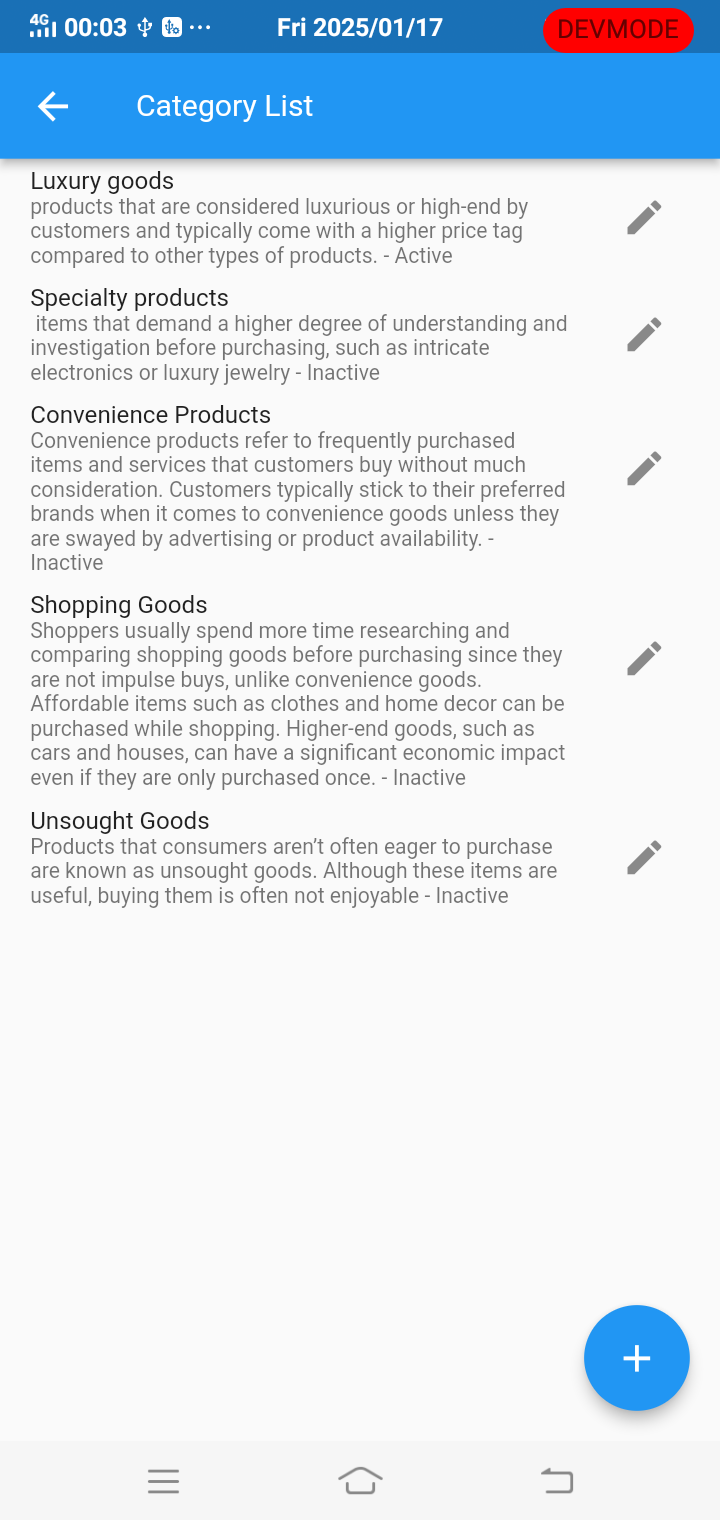 4G 00:03 Fri 2025/01/17 DEVMODE
Category List
Luxury goods
products that are considered luxurious or high-end by
customers and typically come with a higher price tag
compared to other types of products. - Active
Specialty products
items that demand a higher degree of understanding and
investigation before purchasing, such as intricate
electronics or luxury jewelry - Inactive
Convenience Products
Convenience products refer to frequently purchased
items and services that customers buy without much
consideration. Customers typically stick to their preferred
brands when it comes to convenience goods unless they
are swayed by advertising or product availability. -
Inactive
Shopping Goods
Shoppers usually spend more time researching and
comparing shopping goods before purchasing since they
are not impulse buys, unlike convenience goods.
Affordable items such as clothes and home decor can be
purchased while shopping. Higher-end goods, such as
cars and houses, can have a significant economic impact
even if they are only purchased once. - Inactive
Unsought Goods
Products that consumers aren’t often eager to purchase
are known as unsought goods. Although these items are
useful, buying them is often not enjoyable - Inactive